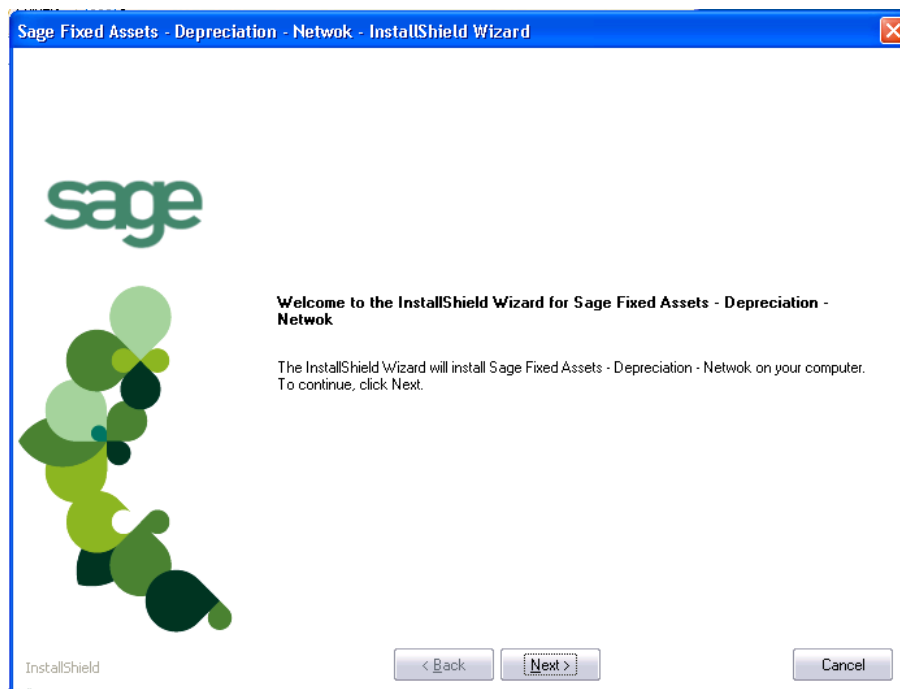 Sage Fixed Assets - Depreciation - Netwok - InstallShield Wizard
sage
Welcome to the InstallShield Wizard for Sage Fixed Assets - Depreciation -
Netwok
The InstallShield Wizard will install Sage Fixed Assets - Depreciation - Netwok on your computer.
To continue, click Next.
InstallShield
< Back
Next >
Cancel